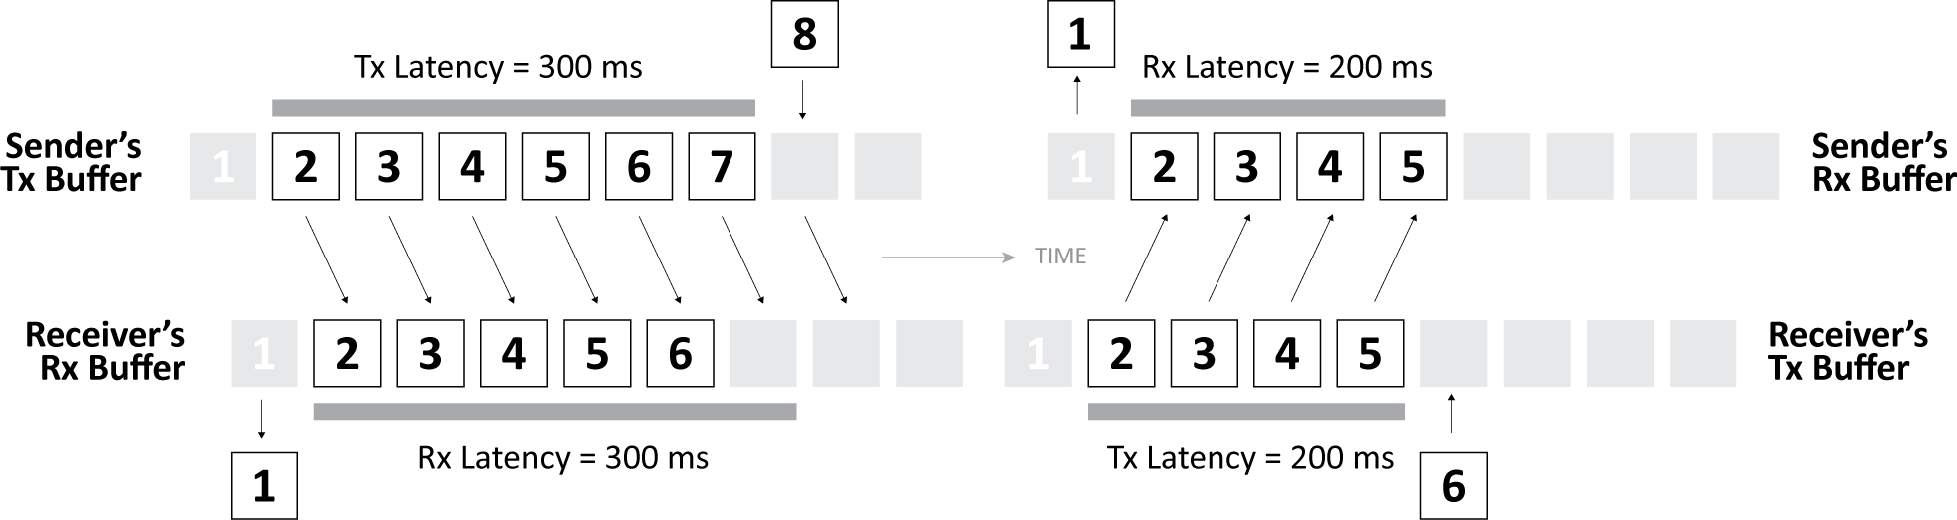 8
1
Tx Latency = 300 ms
Rx Latency = 200 ms
Sender's
Tx Buffer
1 2 3 4 5 6 7
1 2 3 4 5
Sender's
Rx Buffer
TIME
Receiver's
Rx Buffer
1 2 3 4 5 6
1 2 3 4 5
Receiver's
Tx Buffer
Rx Latency = 300 ms
Tx Latency = 200 ms
1
6